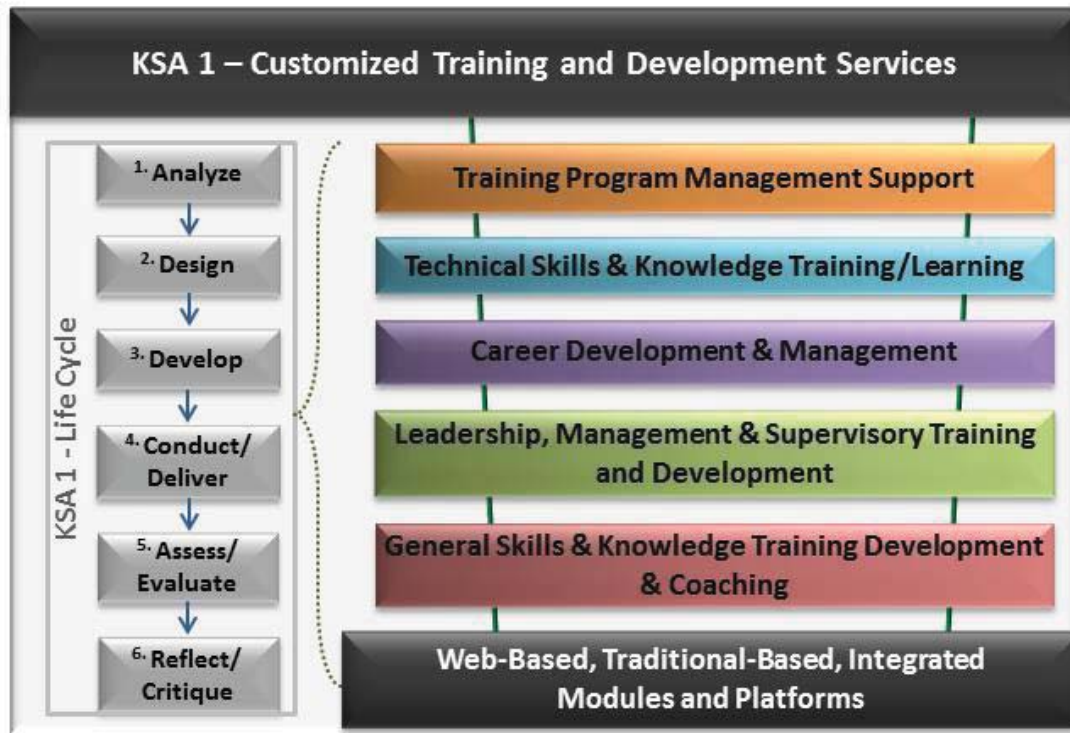 KSA 1 – Customized Training and Development Services
KSA 1 - Life Cycle
1. Analyze
2. Design
3. Develop
4. Conduct/
Deliver
5. Assess/
Evaluate
6. Reflect/
Critique
Training Program Management Support
Technical Skills & Knowledge Training/Learning
Career Development & Management
Leadership, Management & Supervisory Training
and Development
General Skills & Knowledge Training Development
& Coaching
Web-Based, Traditional-Based, Integrated
Modules and Platforms